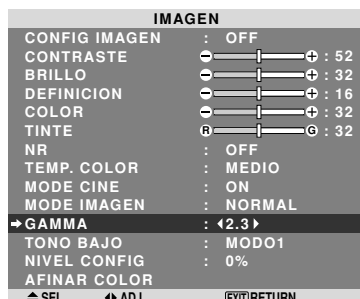 IMAGEN
CONFIG IMAGEN : OFF
CONTRASTE : 52
BRILLO : 32
DEFINICION : 16
COLOR : 32
TINTE R G : 32
NR : OFF
TEMP. COLOR : MEDIO
MODE CINE : ON
MODE IMAGEN : NORMAL
GAMMA : 2.3
TONO BAJO : MODO1
NIVEL CONFIG : 0%
AFINAR COLOR
SEL. ADJ. EXIT RETURN